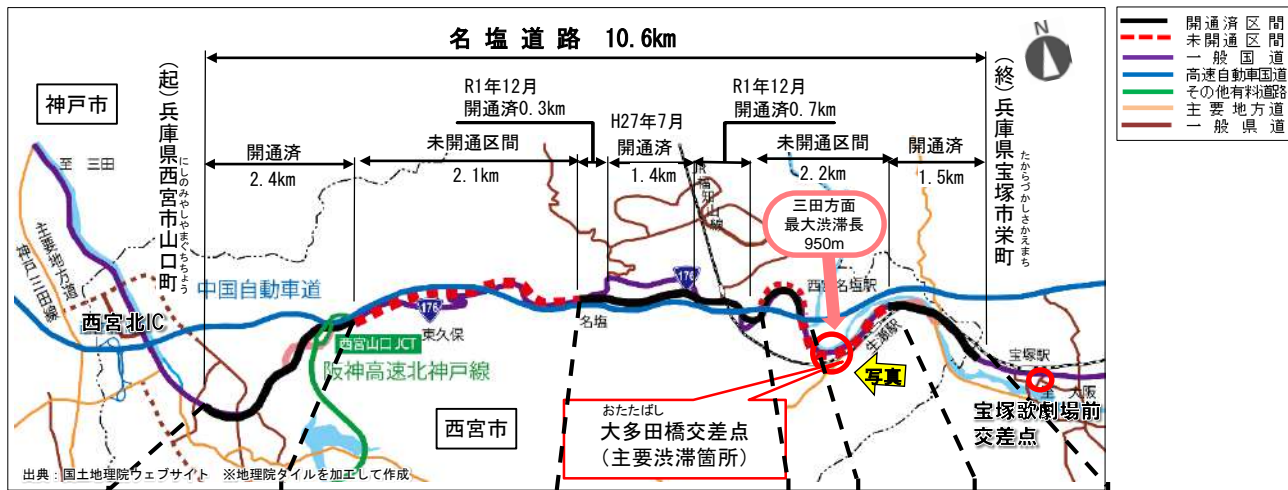 名塩道路 10.6km
N
開通済区間
未開通区間
一般国道
高速自動車国道
その他有料道路
主要地方道
一般県道
(起)兵庫県西宮市山口町
にしのみやしやまぐちちょう
(終)兵庫県宝塚市栄町
たからづかしさかえまち
神戸市
至 三田
R1年12月
開通済0.3km
H27年7月
R1年12月
開通済0.7km
開通済
2.4km
未開通区間
2.1km
開通済
1.4km
未開通区間
2.2km
開通済
1.5km
JR福知山線
三田方面
最大渋滞長
950m
主要地方道
神戸三田線
中国自動車道
西宮北IC
176
176
東久保
名塩
西宮名塩駅
生瀬駅
宝塚駅
西宮山口JCT
阪神高速北神戸線
写真
至 大阪
宝塚歌劇場前
交差点
西宮市
おたたばし
大多田橋交差点
(主要渋滞箇所)
出典:国土地理院ウェブサイト ※地理院タイルを加工して作成